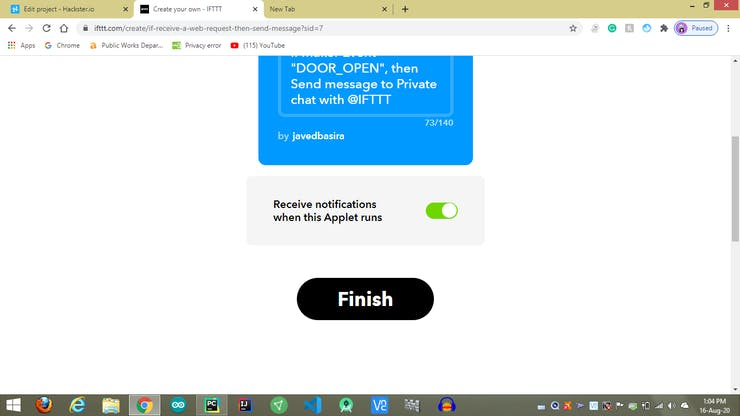 Edit project - Hackster.io
Create your own - IFTTT
New Tab
ifttt.com/create/if-receive-a-web-request-then-send-message?sid=7
Paused
Apps
Chrome
Public Works Depar...
Privacy error
(115) YouTube
"DOOR_OPEN", then
Send message to Private
chat with @IFTTT
73/140
by javedbasira
Receive notifications
when this Applet runs
Finish
1:04 PM
16-Aug-20